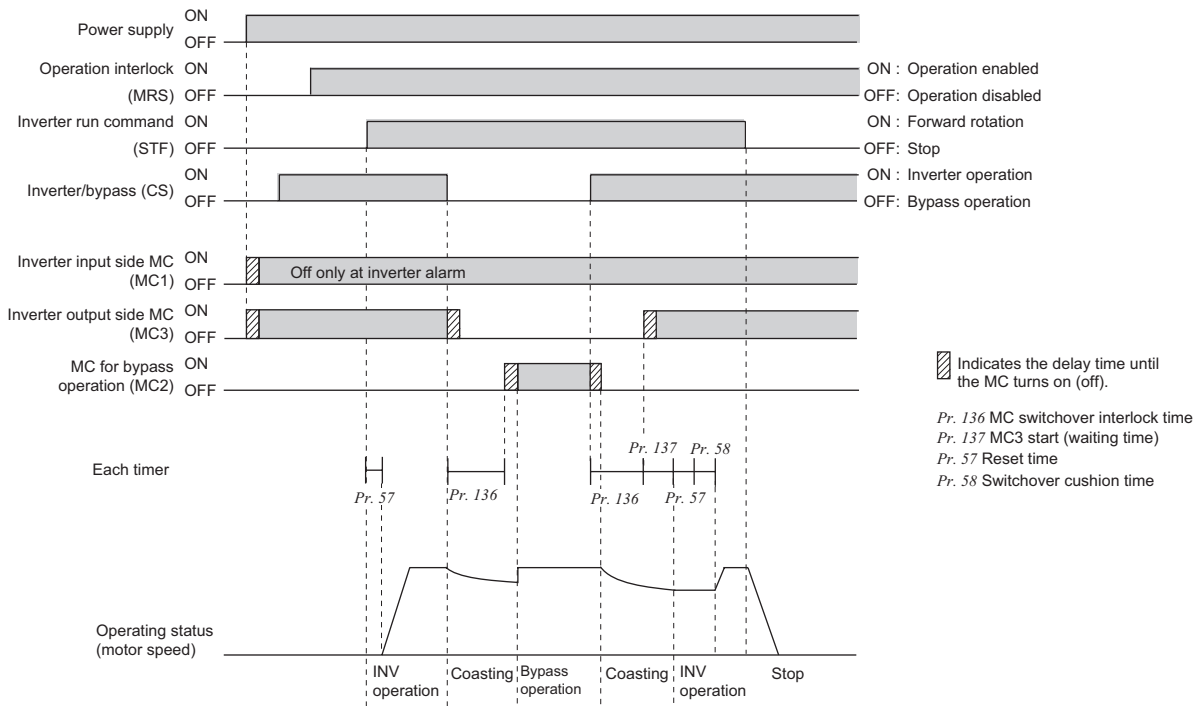 Power supply ON
OFF
Operation interlock ON
(MRS) OFF
ON : Operation enabled
OFF: Operation disabled
Inverter run command ON
(STF) OFF
ON : Forward rotation
OFF: Stop
Inverter/bypass (CS) ON
OFF
ON : Inverter operation
OFF: Bypass operation
Inverter input side MC ON
(MC1) OFF
Off only at inverter alarm
Inverter output side MC ON
(MC3) OFF
MC for bypass ON
operation (MC2) OFF
Indicates the delay time until
the MC turns on (off).
Pr. 136 MC switchover interlock time
Pr. 137 MC3 start (waiting time)
Pr. 57 Reset time
Pr. 58 Switchover cushion time
Each timer
Pr. 137 Pr. 58
Pr. 57 Pr. 136 Pr. 136 Pr. 57
Operating status
(motor speed)
INV
operation
Coasting
Bypass
operation
Coasting
INV
operation
Stop